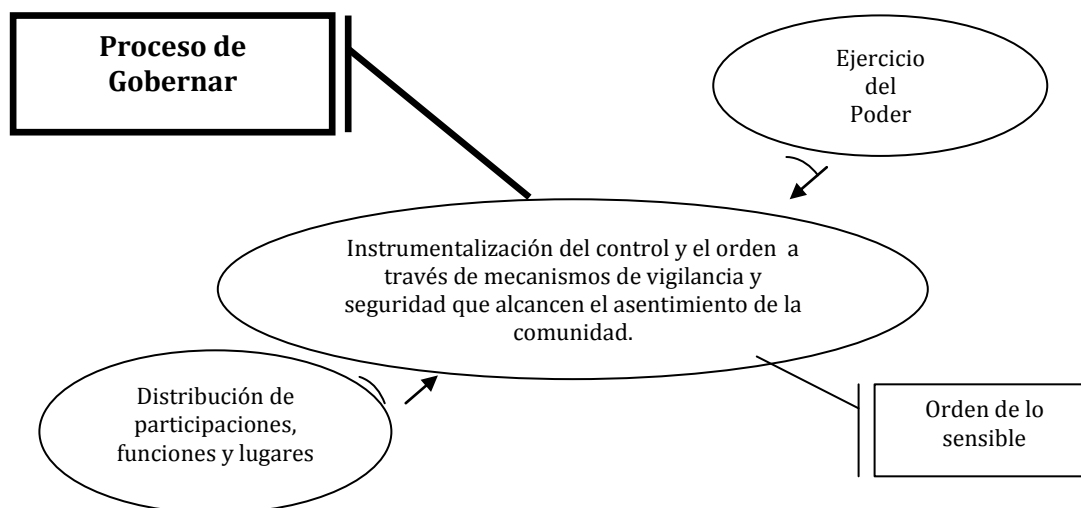 Proceso de
Gobernar
Ejercicio
del
Poder
Instrumentalización del control y el orden a
través de mecanismos de vigilancia y
seguridad que alcancen el asentimiento de la
comunidad.
Distribución de
participaciones,
funciones y lugares
Orden de lo
sensible